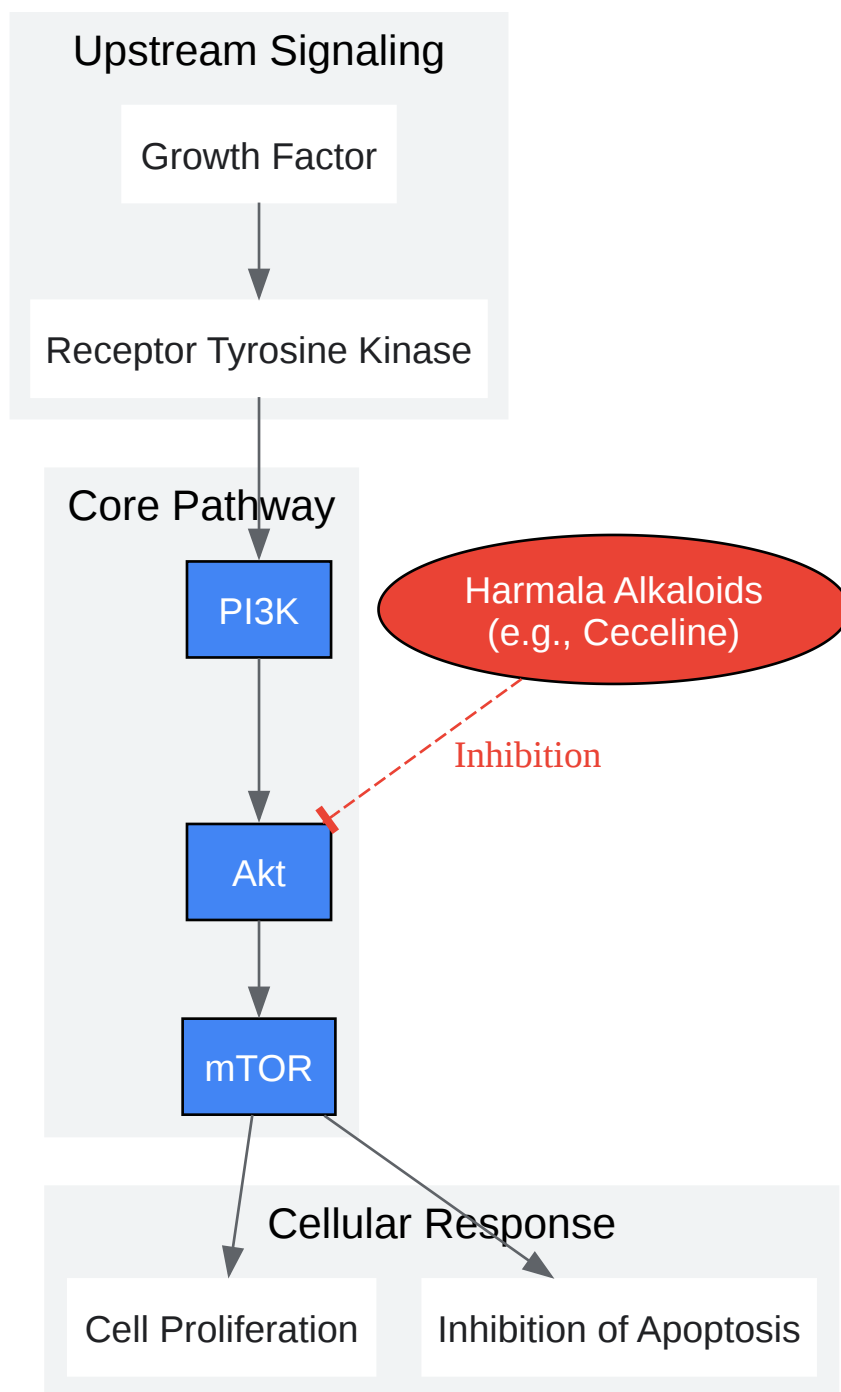 Upstream Signaling
Growth Factor
Receptor Tyrosine Kinase
Core Pathway
PI3K
Harmala Alkaloids
(e.g., Ceceline)
Inhibition
Akt
mTOR
Cellular Response
Cell Proliferation
Inhibition of Apoptosis